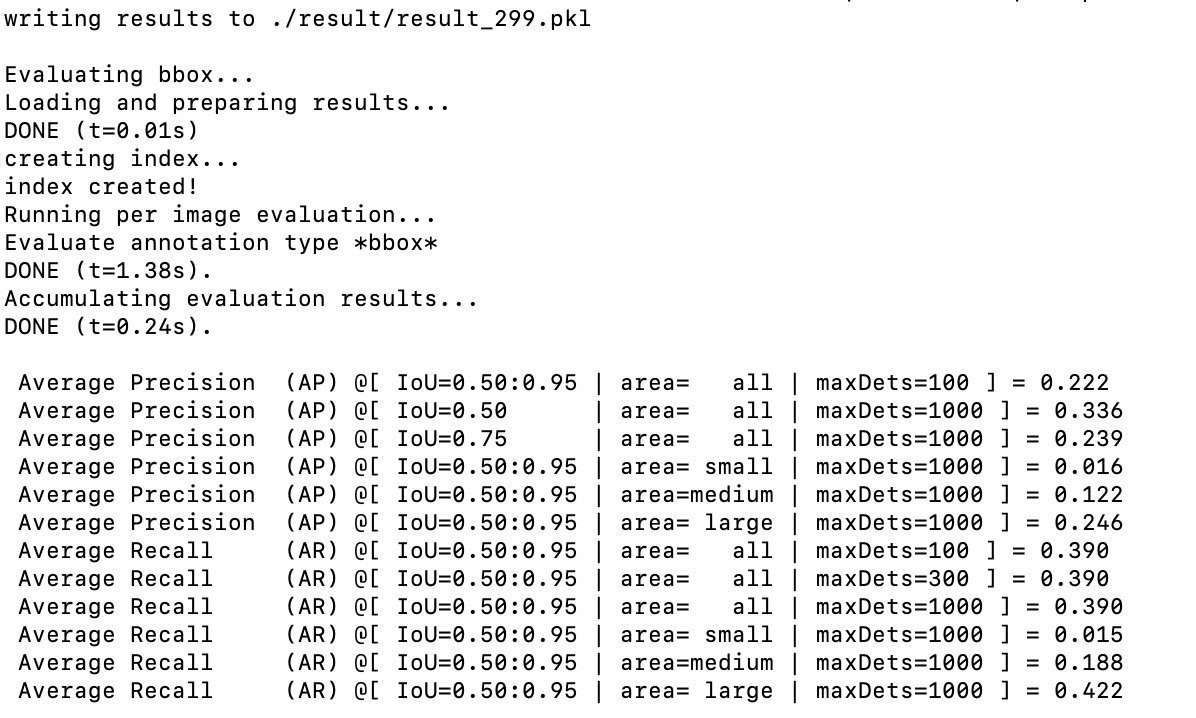 writing results to ./result/result_299.pkl
Evaluating bbox...
Loading and preparing results...
DONE (t=0.01s)
creating index...
index created!
Running per image evaluation...
Evaluate annotation type *bbox*
DONE (t=1.38s).
Accumulating evaluation results...
DONE (t=0.24s).
Average Precision  (AP) @[ IoU=0.50:0.95 | area=   all | maxDets=100 ] = 0.222
Average Precision  (AP) @[ IoU=0.50      | area=   all | maxDets=1000 ] = 0.336
Average Precision  (AP) @[ IoU=0.75      | area=   all | maxDets=1000 ] = 0.239
Average Precision  (AP) @[ IoU=0.50:0.95 | area= small | maxDets=1000 ] = 0.016
Average Precision  (AP) @[ IoU=0.50:0.95 | area=medium | maxDets=1000 ] = 0.122
Average Precision  (AP) @[ IoU=0.50:0.95 | area= large | maxDets=1000 ] = 0.246
Average Recall     (AR) @[ IoU=0.50:0.95 | area=   all | maxDets=100 ] = 0.390
Average Recall     (AR) @[ IoU=0.50:0.95 | area=   all | maxDets=300 ] = 0.390
Average Recall     (AR) @[ IoU=0.50:0.95 | area=   all | maxDets=1000 ] = 0.390
Average Recall     (AR) @[ IoU=0.50:0.95 | area= small | maxDets=1000 ] = 0.015
Average Recall     (AR) @[ IoU=0.50:0.95 | area=medium | maxDets=1000 ] = 0.188
Average Recall     (AR) @[ IoU=0.50:0.95 | area= large | maxDets=1000 ] = 0.422